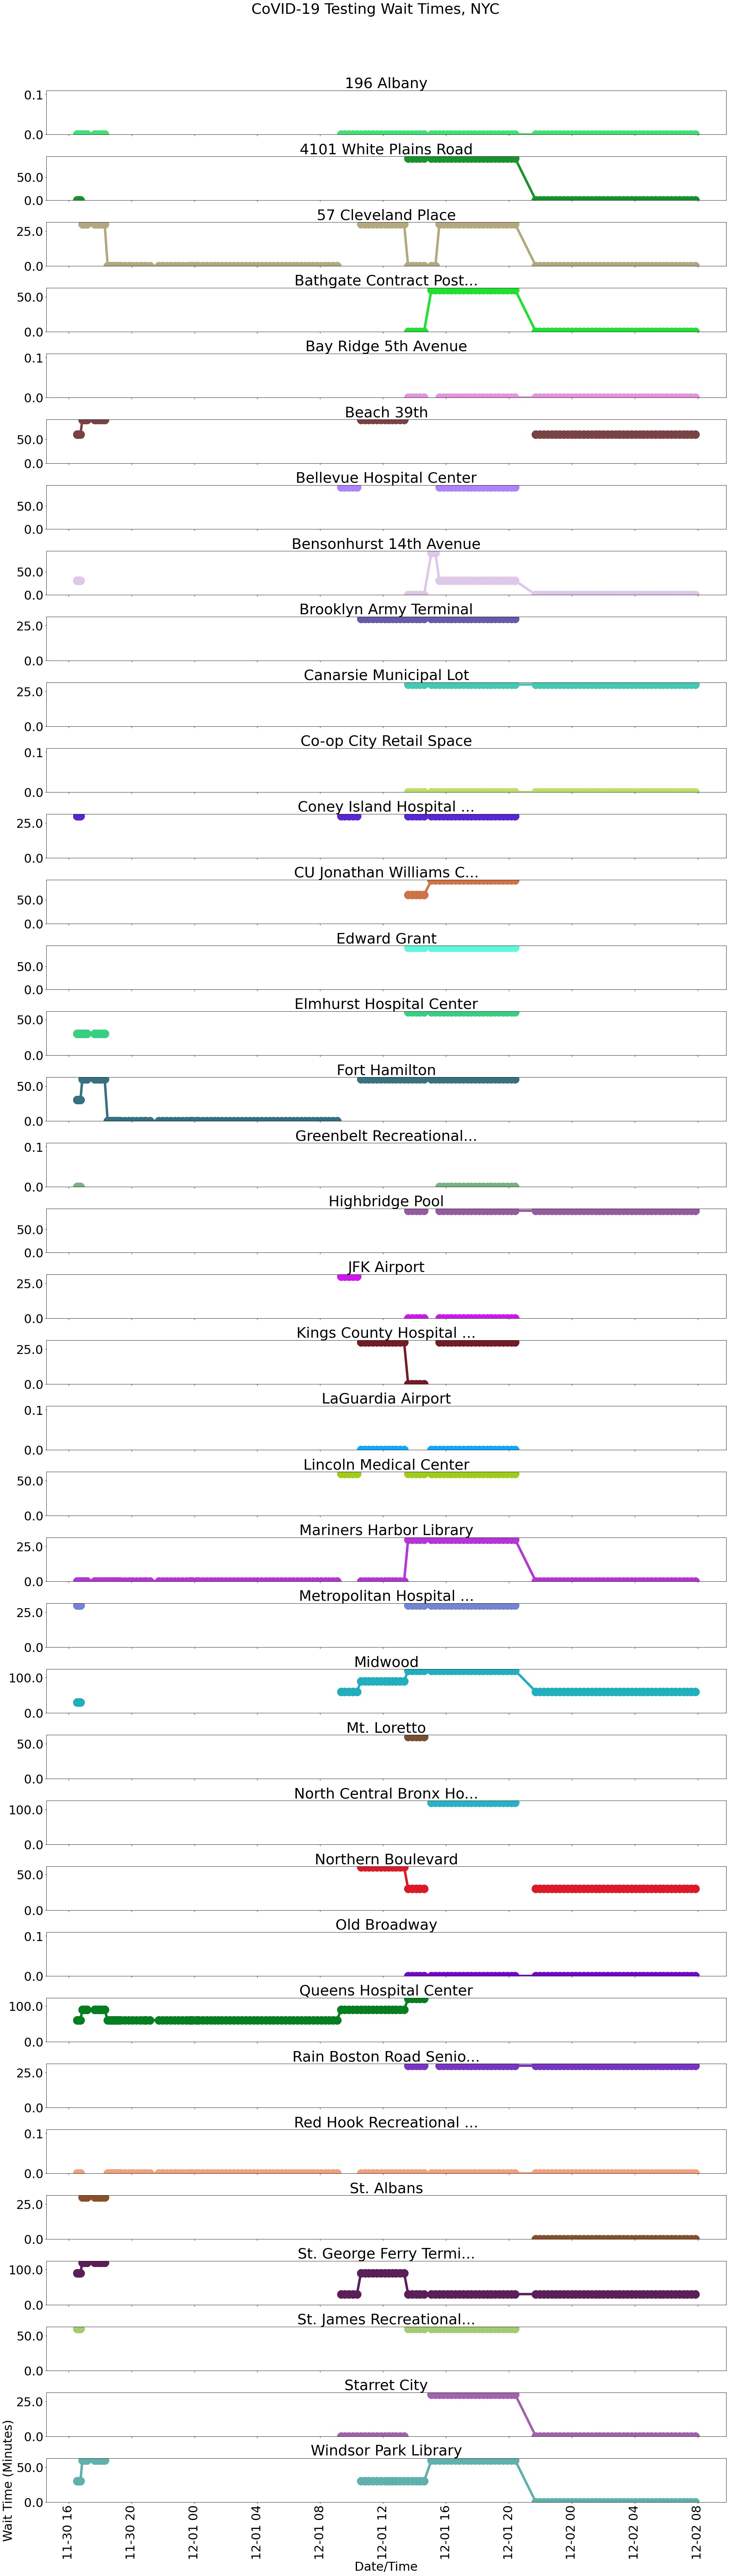 CoVID-19 Testing Wait Times, NYC
196 Albany
0.1
0.0
4101 White Plains Road
50.0
0.0
57 Cleveland Place
25.0
0.0
Bathgate Contract Post...
50.0
0.0
Bay Ridge 5th Avenue
0.1
0.0
Beach 39th
50.0
0.0
Bellevue Hospital Center
50.0
0.0
Bensonhurst 14th Avenue
50.0
0.0
Brooklyn Army Terminal
25.0
0.0
Canarsie Municipal Lot
25.0
0.0
Co-op City Retail Space
0.1
0.0
Coney Island Hospital ...
25.0
0.0
CU Jonathan Williams C...
50.0
0.0
Edward Grant
50.0
0.0
Elmhurst Hospital Center
50.0
0.0
Fort Hamilton
50.0
0.0
Greenbelt Recreational...
0.1
0.0
Highbridge Pool
50.0
0.0
JFK Airport
25.0
0.0
Kings County Hospital ...
25.0
0.0
LaGuardia Airport
0.1
0.0
Lincoln Medical Center
50.0
0.0
Mariners Harbor Library
25.0
0.0
Metropolitan Hospital ...
25.0
0.0
Midwood
100.0
0.0
Mt. Loretto
50.0
0.0
North Central Bronx Ho...
100.0
0.0
Northern Boulevard
50.0
0.0
Old Broadway
0.1
0.0
Queens Hospital Center
100.0
0.0
Rain Boston Road Senio...
25.0
0.0
Red Hook Recreational ...
0.1
0.0
St. Albans
25.0
0.0
St. George Ferry Termi...
100.0
0.0
St. James Recreational...
50.0
0.0
Starret City
25.0
0.0
Windsor Park Library
50.0
0.0
Wait Time (Minutes)
11-30 16
11-30 20
12-01 00
12-01 04
12-01 08
12-01 12
12-01 16
12-01 20
12-02 00
12-02 04
12-02 08
Date/Time